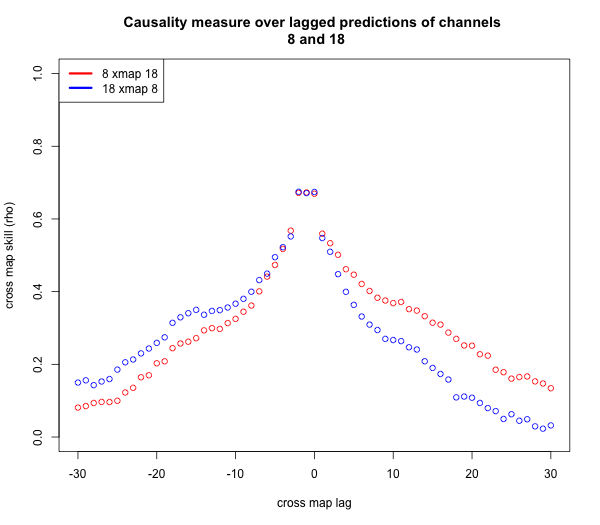 Causality measure over lagged predictions of channels
8 and 18
8 xmap 18
18 xmap 8
1.0
0.8
0.6
0.4
0.2
0.0
cross map skill (rho)
-30 -20 -10 0 10 20 30
cross map lag